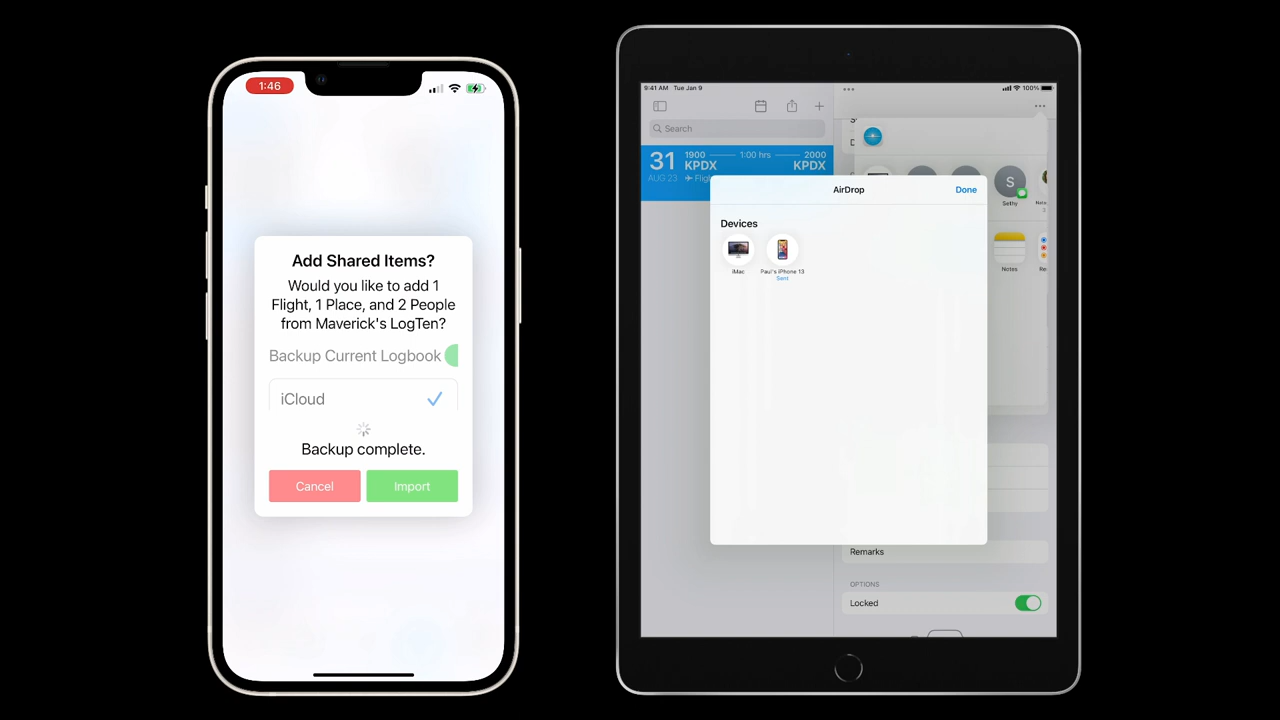 1:46
Add Shared Items?
Would you like to add 1
Flight, 1 Place, and 2 People
from Maverick's LogTen?
Backup Current Logbook
iCloud
Backup complete.
Cancel
Import
9:41 AM Tue Jan 9
100%
Search
31
AUG 23
1900
1:00 hrs
2000
KPDX
KPDX
AirDrop
Done
Devices
iMac
Paul's iPhone 13
Sent
S
Sethy
Notes
Remarks
OPTIONS
Locked